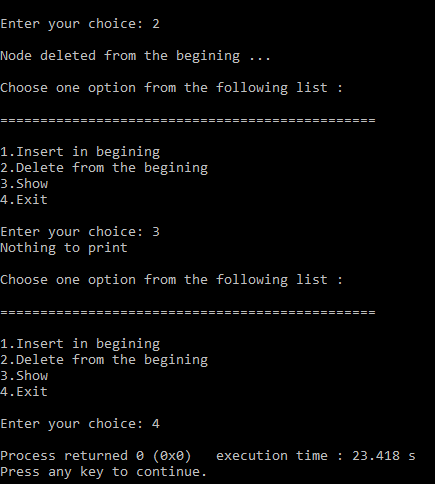 Enter your choice: 2
Node deleted from the begining ...
Choose one option from the following list :
===============================================
1.Insert in begining
2.Delete from the begining
3.Show
4.Exit
Enter your choice: 3
Nothing to print
Choose one option from the following list :
===============================================
1.Insert in begining
2.Delete from the begining
3.Show
4.Exit
Enter your choice: 4
Process returned 0 (0x0)   execution time : 23.418 s
Press any key to continue.